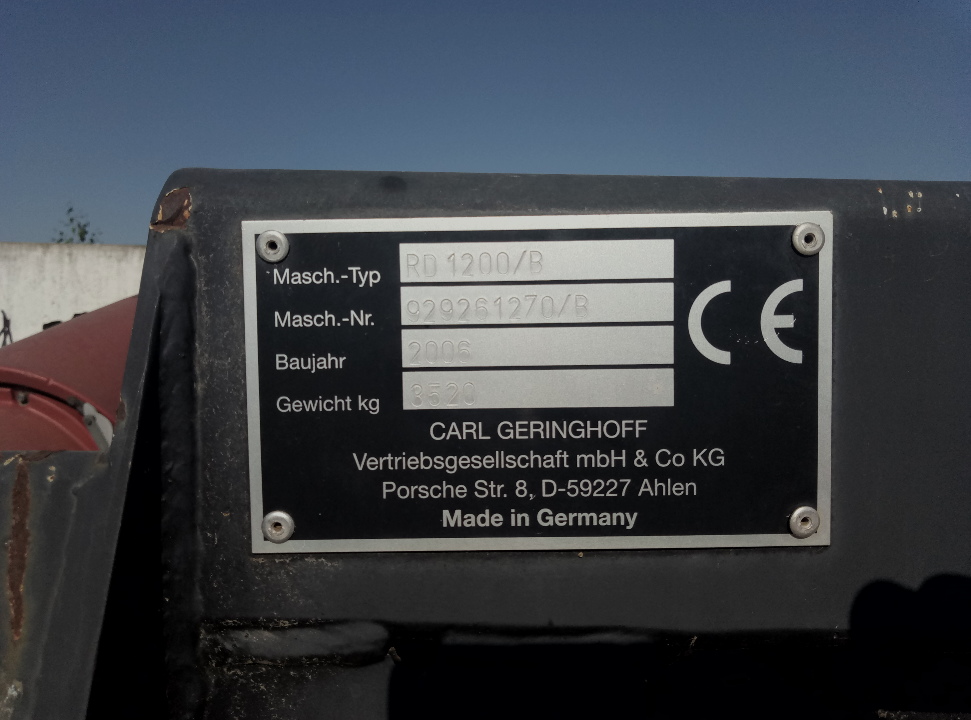 Masch.-Typ RD 1200/B
Masch.-Nr. 929261270/B
Baujahr 2006
Gewicht kg 3520
CE
CARL GERINGHOFF
Vertriebsgesellschaft mbH & Co KG
Porsche Str. 8, D-59227 Ahlen
Made in Germany